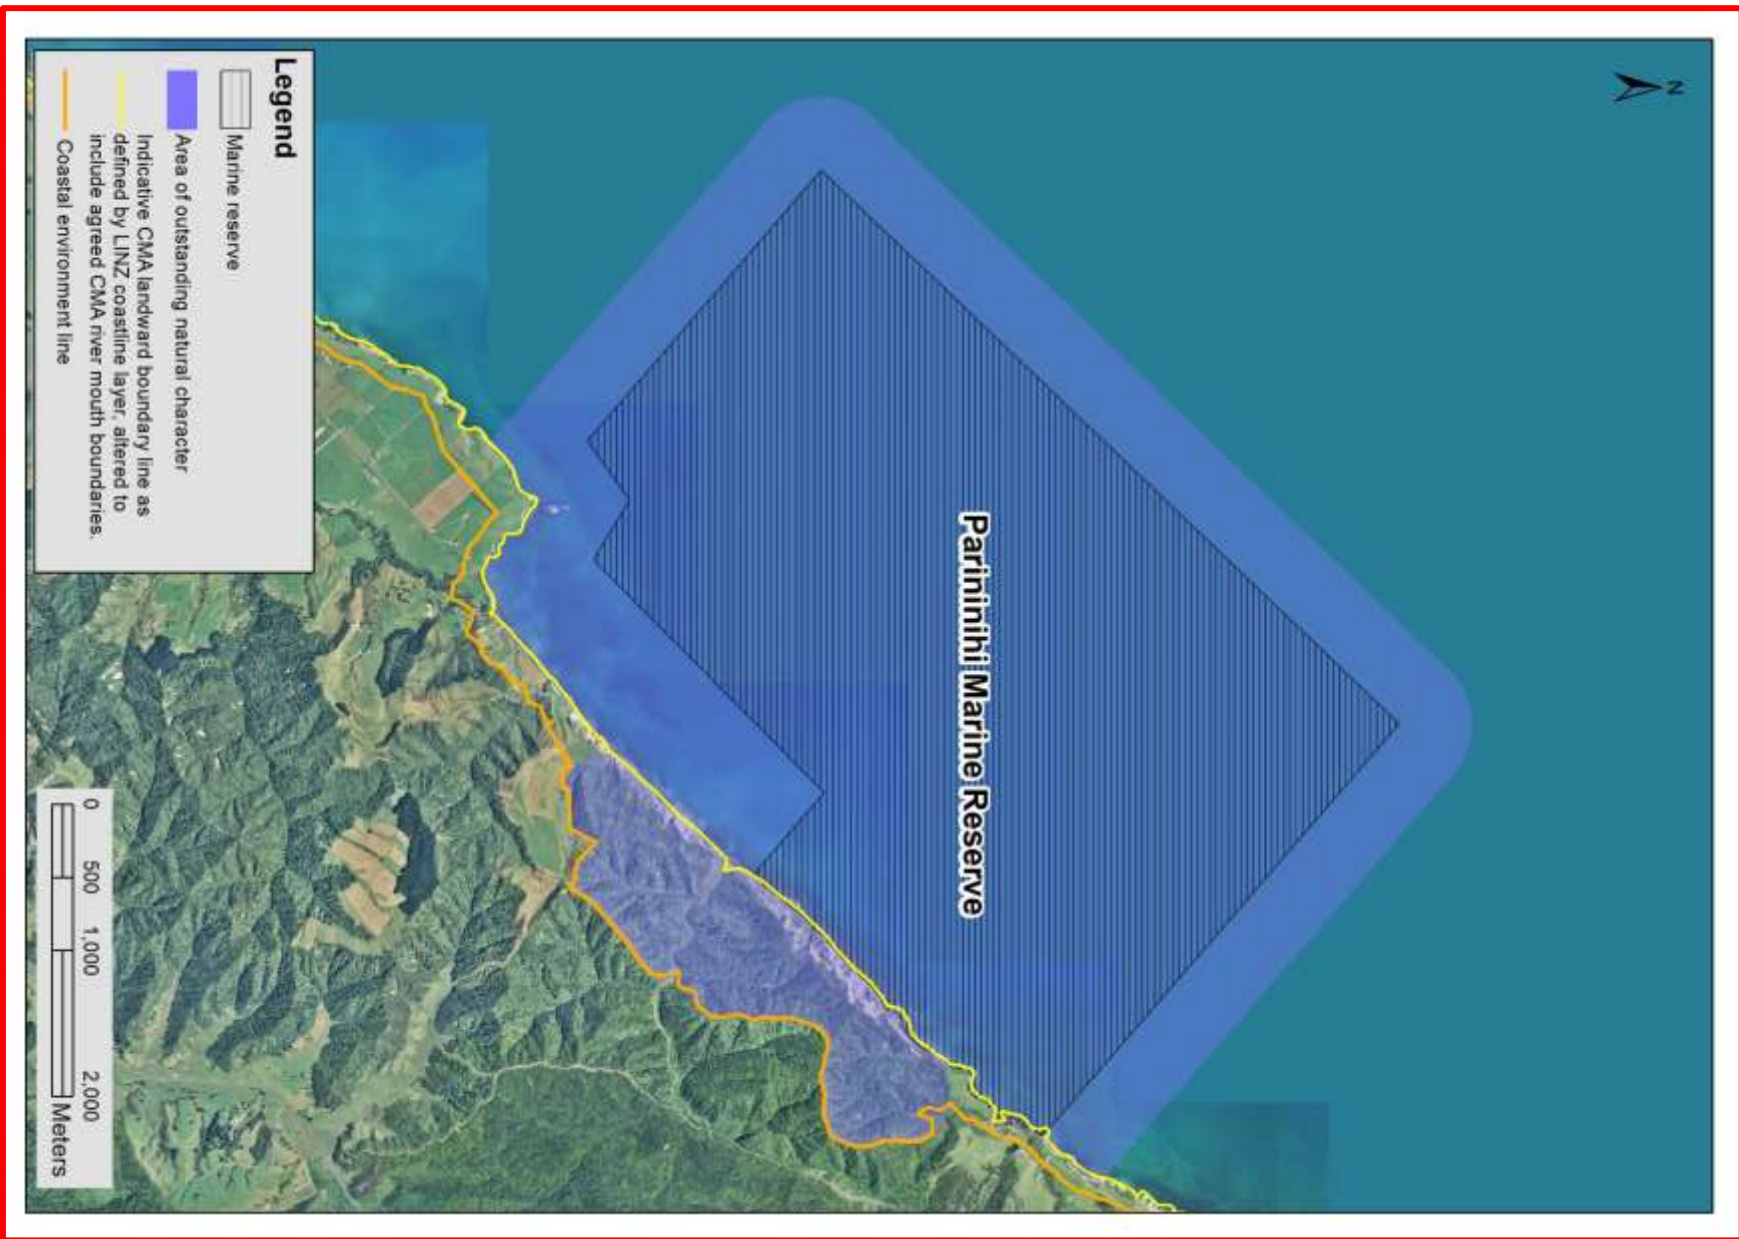 N
Parininihi Marine Reserve
Legend
Marine reserve
Area of outstanding natural character
Indicative CMA landward boundary line as
defined by LINZ coastline layer, altered to
include agreed CMA river mouth boundaries.
Coastal environment line
0 500 1,000 2,000
Meters